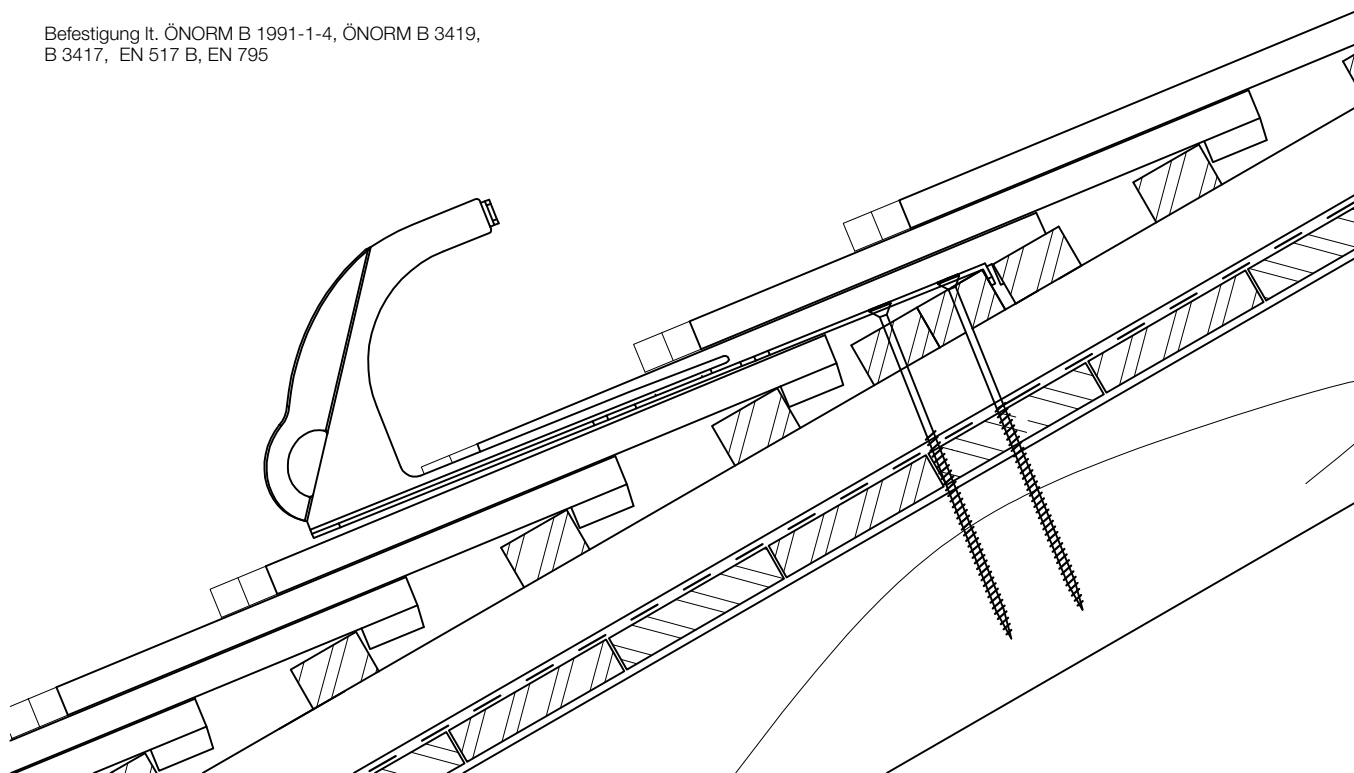 Befestigung lt. ÖNORM B 1991-1-4, ÖNORM B 3419,
B 3417, EN 517 B, EN 795